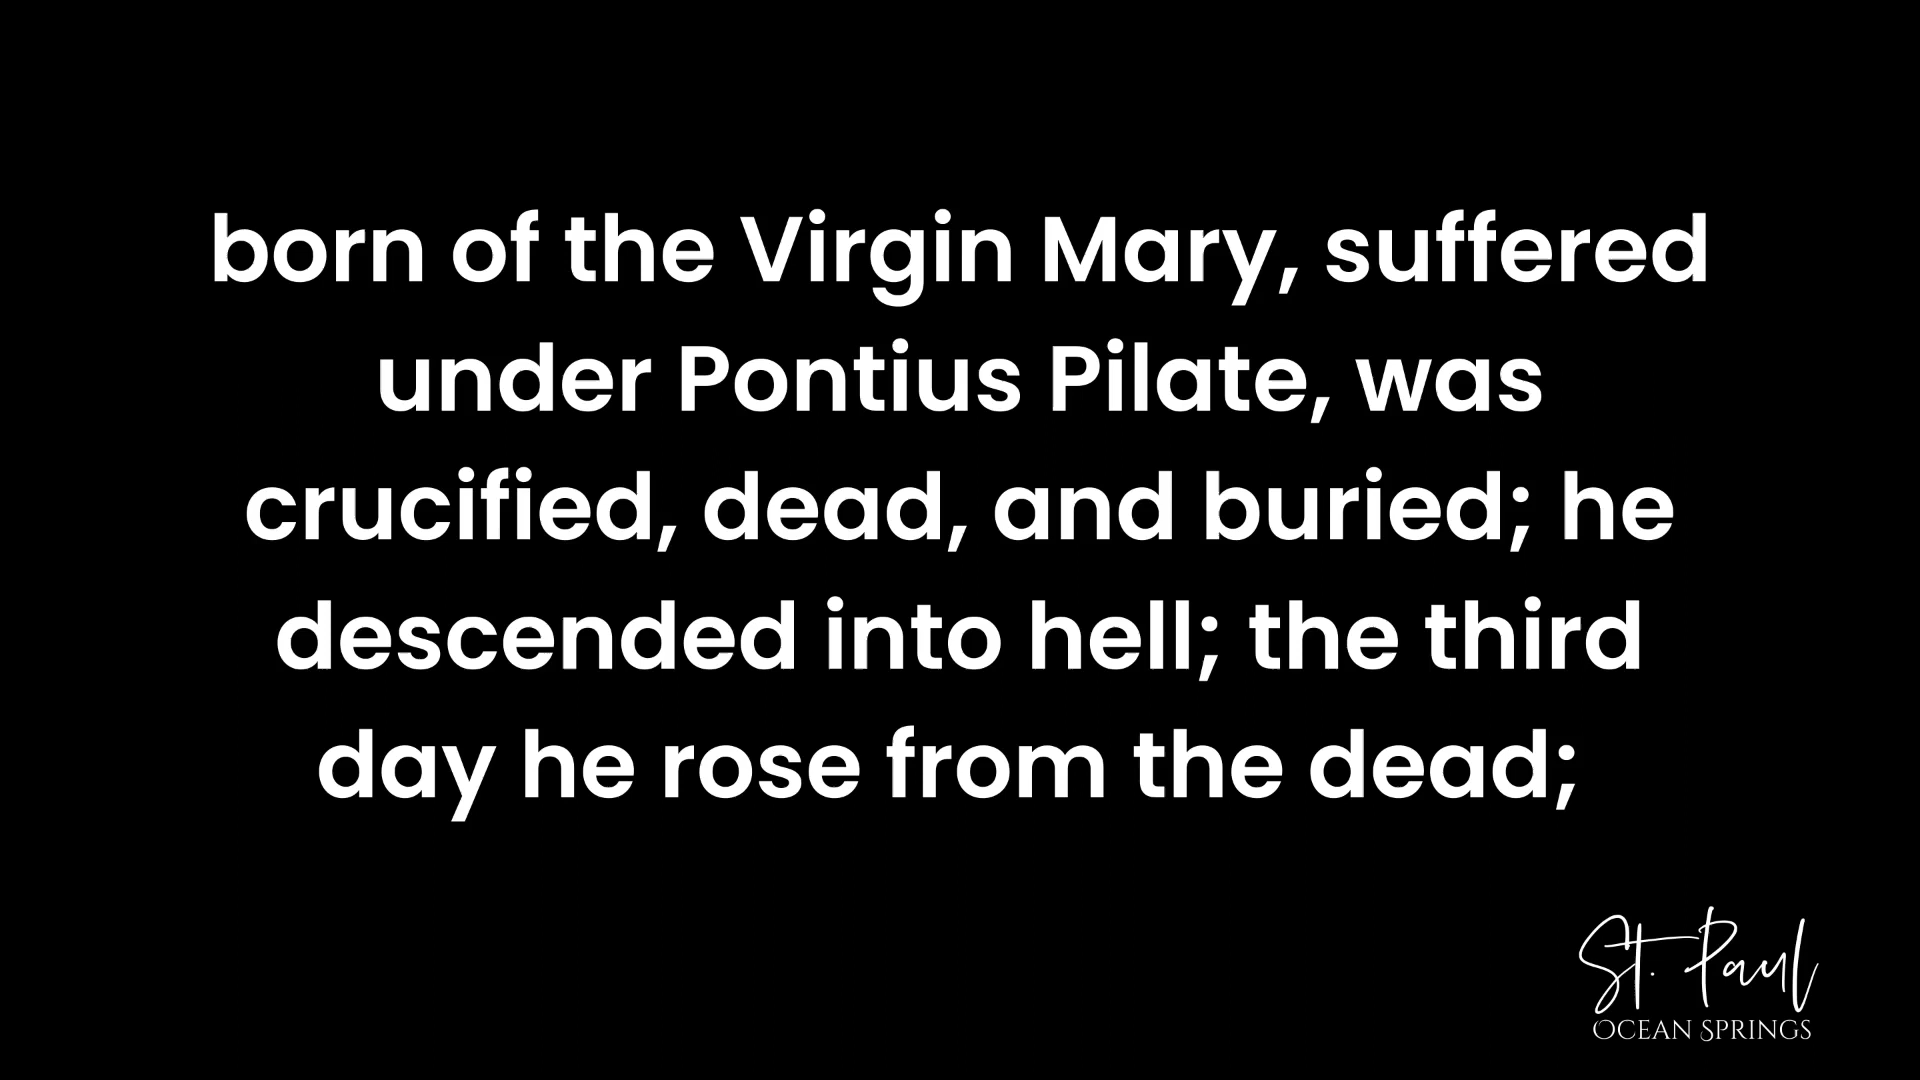 born of the Virgin Mary, suffered
under Pontius Pilate, was
crucified, dead, and buried; he
descended into hell; the third
day he rose from the dead;
St. Paul
OCEAN SPRINGS